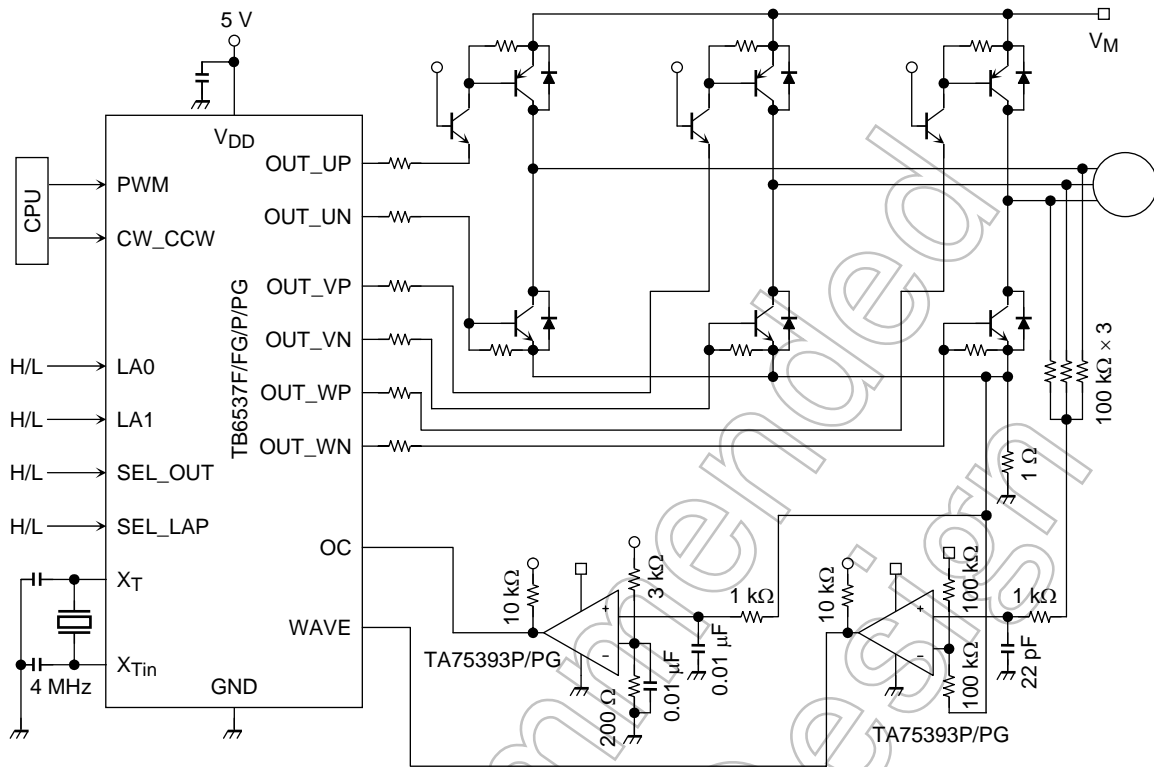 5 V
V_M
V_DD
OUT_UP
CPU
PWM
OUT_UN
CW_CCW
TB6537F/FG/P/PG
OUT_VP
OUT_VN
H/L
LA0
OUT_WP
100 kΩ × 3
H/L
LA1
OUT_WN
H/L
SEL_OUT
1 Ω
H/L
SEL_LAP
OC
10 kΩ
3 kΩ
1 kΩ
10 kΩ
100 kΩ
1 kΩ
X_T
+
−
+
−
WAVE
TA75393P/PG
0.01 μF
0.01 μF
200 Ω
100 kΩ
22 pF
X_Tin
4 MHz
GND
TA75393P/PG
mmended
esign